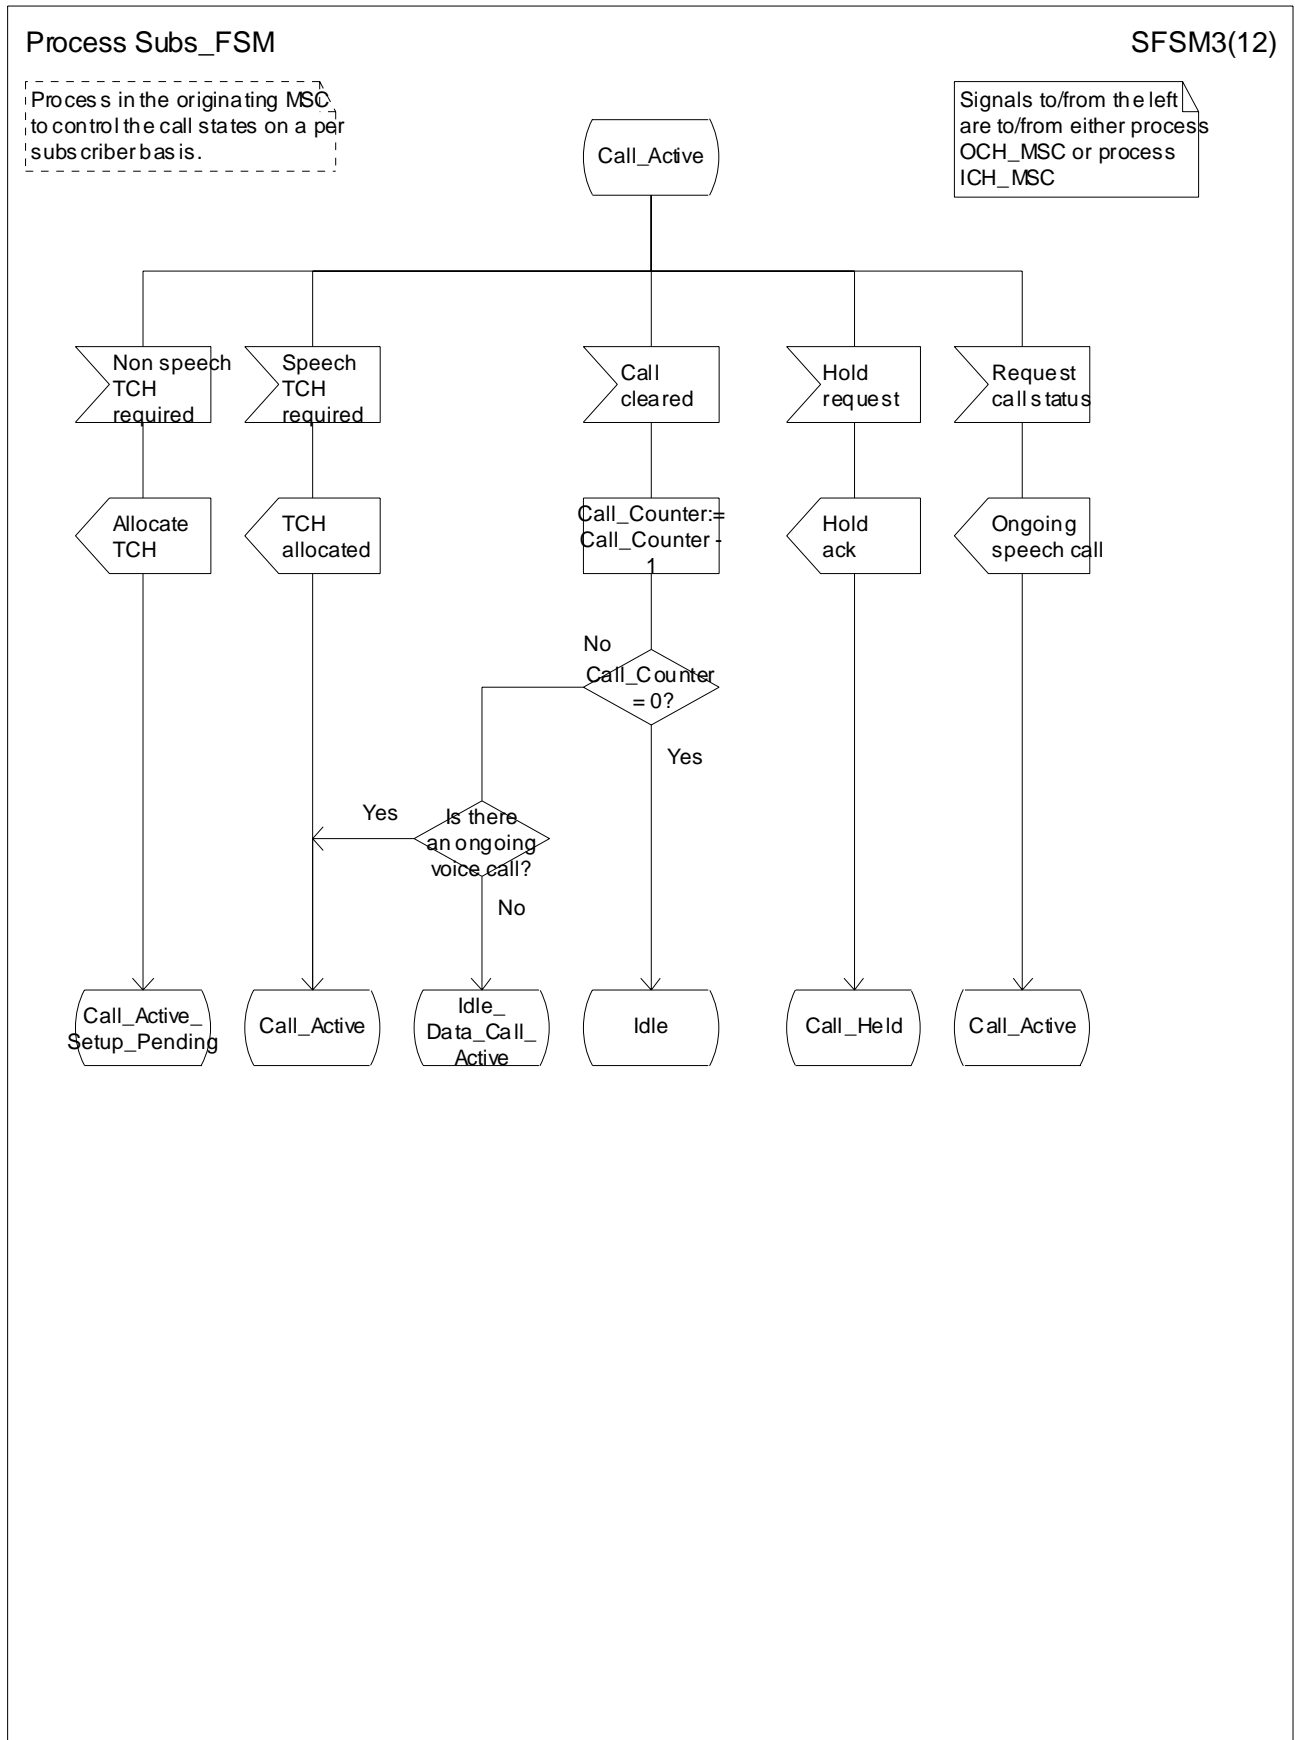 Process Subs_FSM
SFSM3(12)
Process in the originating MSC
to control the call states on a per
subscriber basis.
Signals to/from the left
are to/from either process
OCH_MSC or process
ICH_MSC
Call_Active
Non speech
TCH
required
Speech
TCH
required
Call
cleared
Hold
request
Request
call status
Allocate
TCH
TCH
allocated
Call_Counter:=
Call_Counter -
1
Hold
ack
Ongoing
speech call
No
Call_Counter
= 0?
Yes
Yes
Is there
an ongoing
voice call?
No
Call_Active_
Setup_Pending
Call_Active
Idle_
Data_Call_
Active
Idle
Call_Held
Call_Active